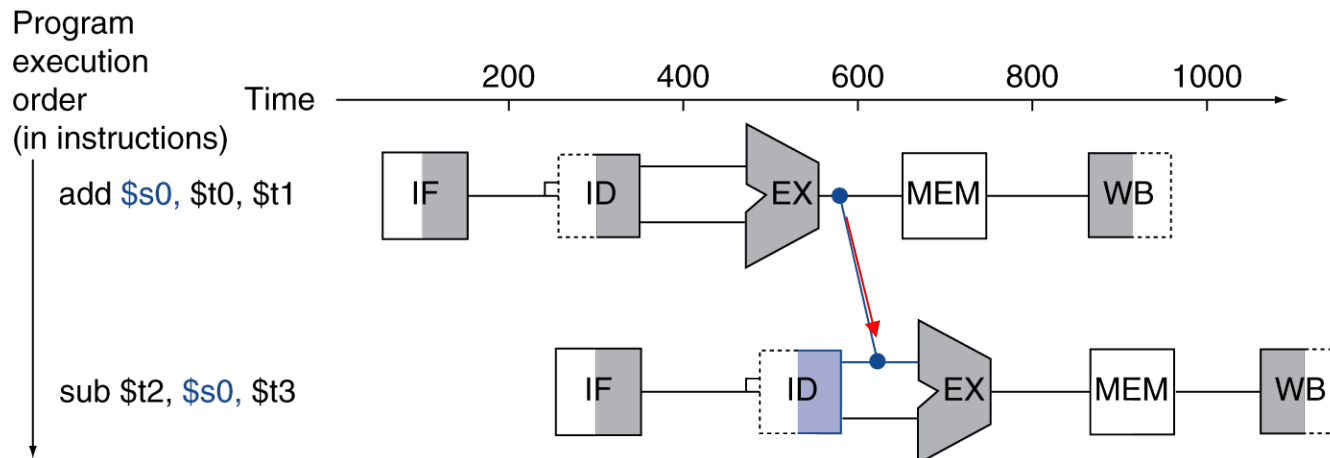 Program
execution
order
(in instructions)
Time
200 400 600 800 1000
add $s0, $t0, $t1
IF ID EX MEM WB
sub $t2, $s0, $t3
IF ID EX MEM WB